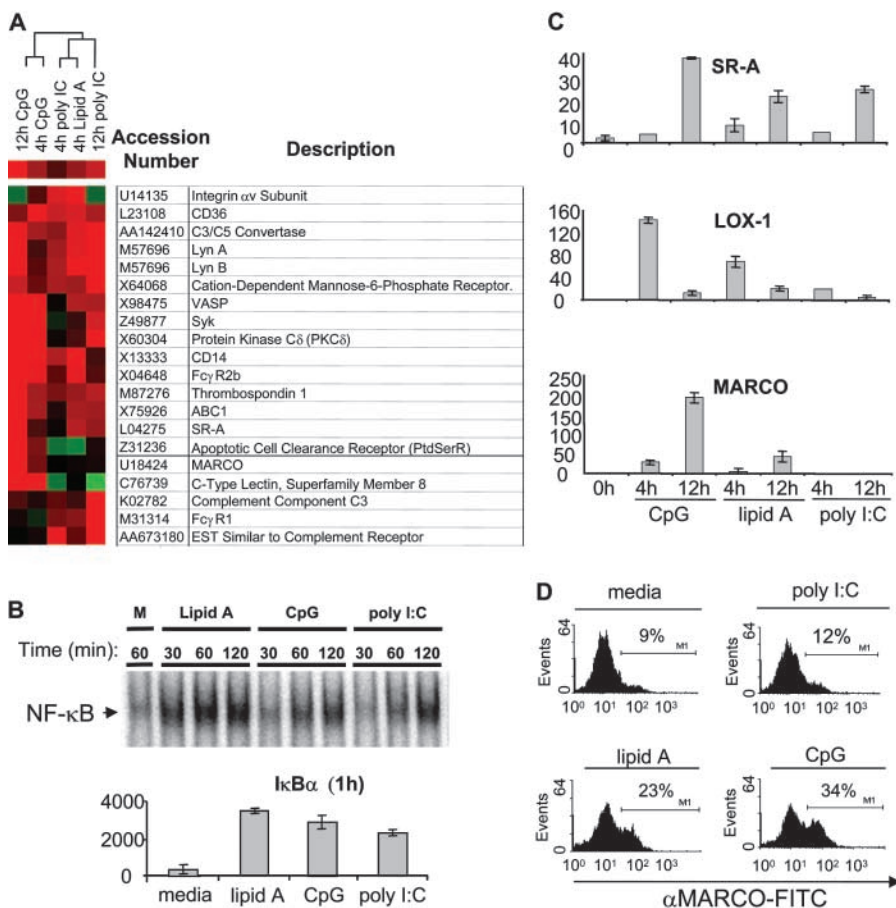 A
12h CpG
4h CpG
4h poly IC
4h Lipid A
12h poly IC
Accession Number
Description
U14135 Integrin αv Subunit
L23108 CD36
AA142410 C3/C5 Convertase
M57696 Lyn A
M57696 Lyn B
X64068 Cation-Dependent Mannose-6-Phosphate Receptor.
X98475 VASP
Z49877 Syk
X60304 Protein Kinase Cδ (PKCδ)
X13333 CD14
X04648 FcγR2b
M87276 Thrombospondin 1
X75926 ABC1
L04275 SR-A
Z31236 Apoptotic Cell Clearance Receptor (PtdSerR)
U18424 MARCO
C76739 C-Type Lectin, Superfamily Member 8
K02782 Complement Component C3
M31314 FcγR1
AA673180 EST Similar to Complement Receptor
B
M Lipid A CpG poly I:C
Time (min): 60 30 60 120 30 60 120 30 60 120
NF-κB
IκBα (1h)
4000
2000
0
media lipid A CpG poly I:C
C
SR-A
40
30
20
10
0
LOX-1
160
120
80
40
0
MARCO
250
200
150
100
50
0
0h 4h 12h 4h 12h 4h 12h
CpG lipid A poly I:C
D
media
64
Events
0
9%
M1
10⁰ 10¹ 10² 10³
poly I:C
64
Events
0
12%
M1
10⁰ 10¹ 10² 10³
lipid A
64
Events
0
23%
M1
10⁰ 10¹ 10² 10³
CpG
64
Events
0
34%
M1
10⁰ 10¹ 10² 10³
αMARCO-FITC